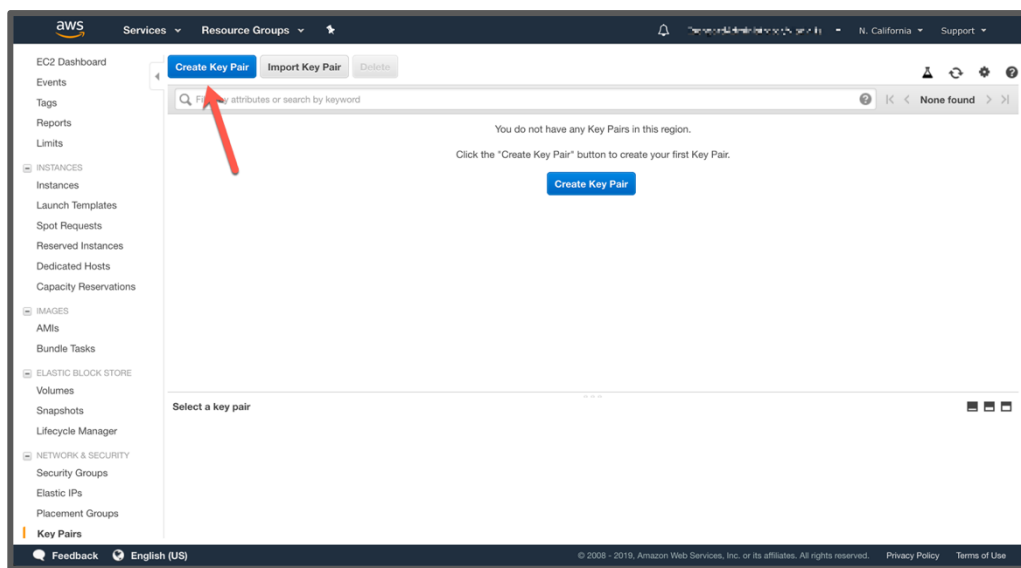 aws Services Resource Groups N. California Support
EC2 Dashboard
Events
Tags
Reports
Limits
INSTANCES
Instances
Launch Templates
Spot Requests
Reserved Instances
Dedicated Hosts
Capacity Reservations
IMAGES
AMIs
Bundle Tasks
ELASTIC BLOCK STORE
Volumes
Snapshots
Lifecycle Manager
NETWORK & SECURITY
Security Groups
Elastic IPs
Placement Groups
Key Pairs
Create Key Pair Import Key Pair Delete
attributes or search by keyword None found
You do not have any Key Pairs in this region.
Click the "Create Key Pair" button to create your first Key Pair.
Create Key Pair
Select a key pair
Feedback English (US) © 2008 - 2019, Amazon Web Services, Inc. or its affiliates. All rights reserved. Privacy Policy Terms of Use